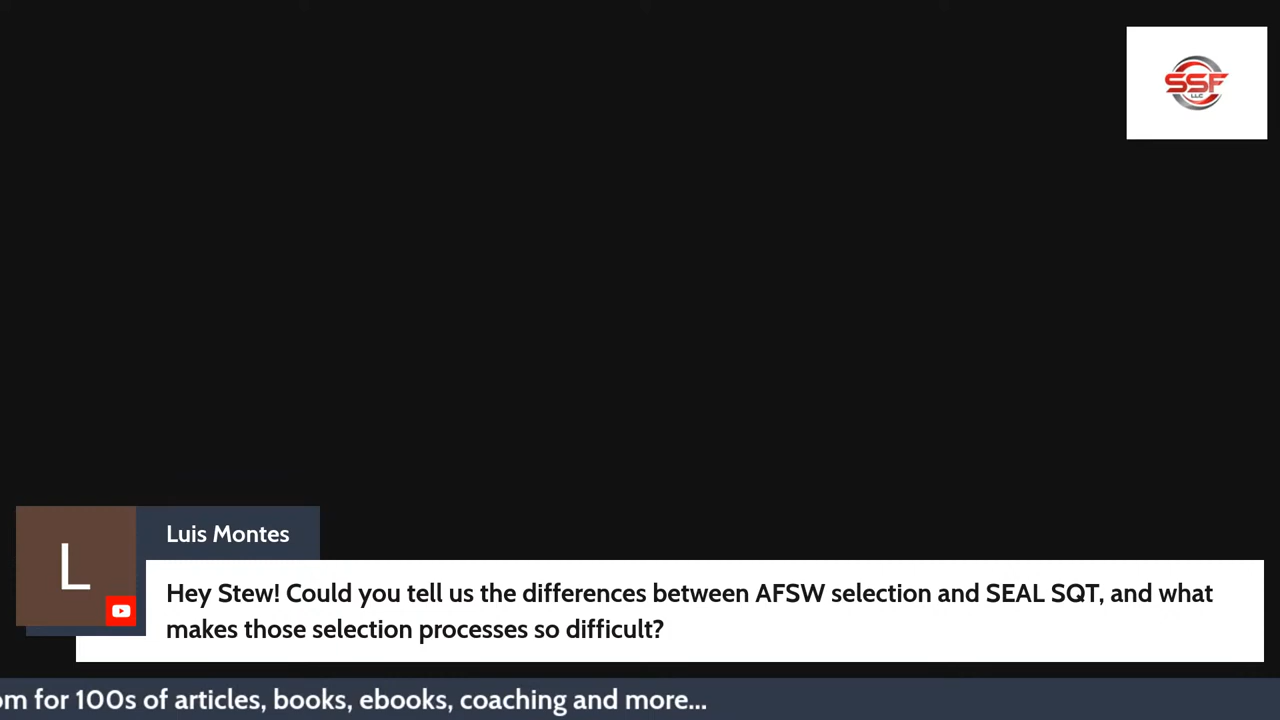 SSF
LLC
L
Luis Montes
Hey Stew! Could you tell us the differences between AFSW selection and SEAL SQT, and what
makes those selection processes so difficult?
om for 100s of articles, books, ebooks, coaching and more...